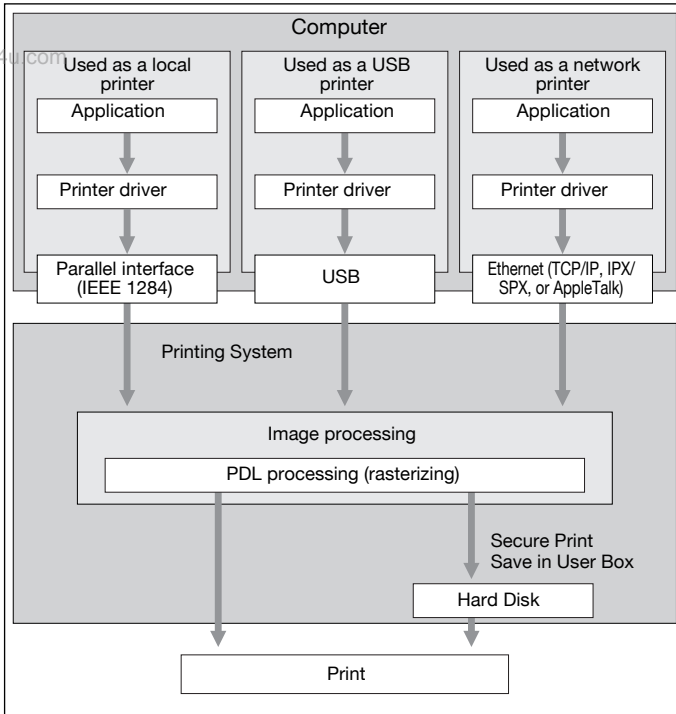 Computer
4u.com
Used as a local
printer
Application
Printer driver
Parallel interface
(IEEE 1284)
Used as a USB
printer
Application
Printer driver
USB
Used as a network
printer
Application
Printer driver
Ethernet (TCP/IP, IPX/
SPX, or AppleTalk)
Printing System
Image processing
PDL processing (rasterizing)
Secure Print
Save in User Box
Hard Disk
Print